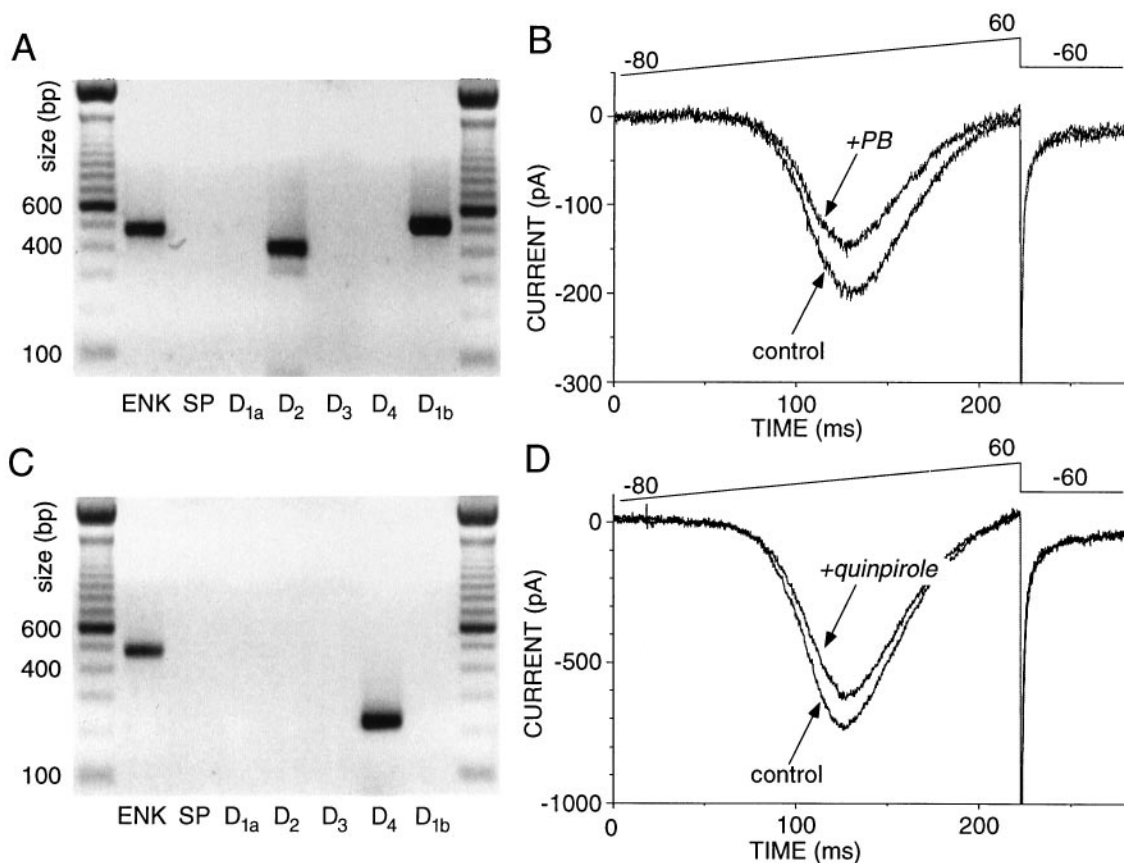 A
size (bp)
600
400
100
ENK SP D1a D2 D3 D4 D1b
B
-80
60
-60
CURRENT (pA)
0
-100
-200
-300
+PB
control
0 100 200
TIME (ms)
C
size (bp)
600
400
100
ENK SP D1a D2 D3 D4 D1b
D
-80
60
-60
CURRENT (pA)
0
-500
-1000
+quinpirole
control
0 100 200
TIME (ms)